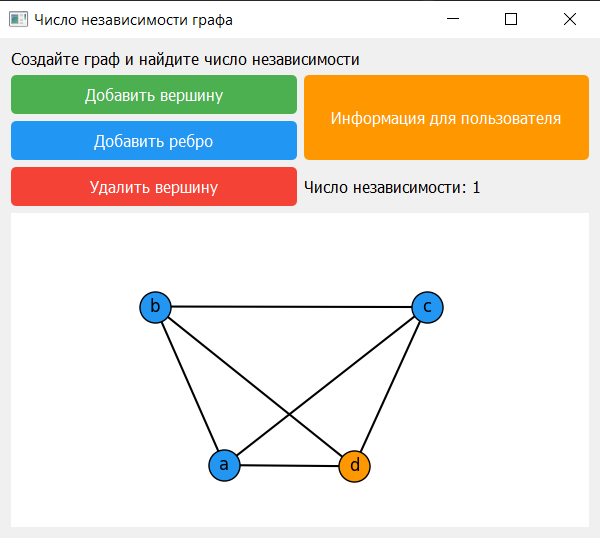 Число независимости графа
Создайте граф и найдите число независимости
Добавить вершину
Информация для пользователя
Добавить ребро
Удалить вершину
Число независимости: 1
b
c
a
d